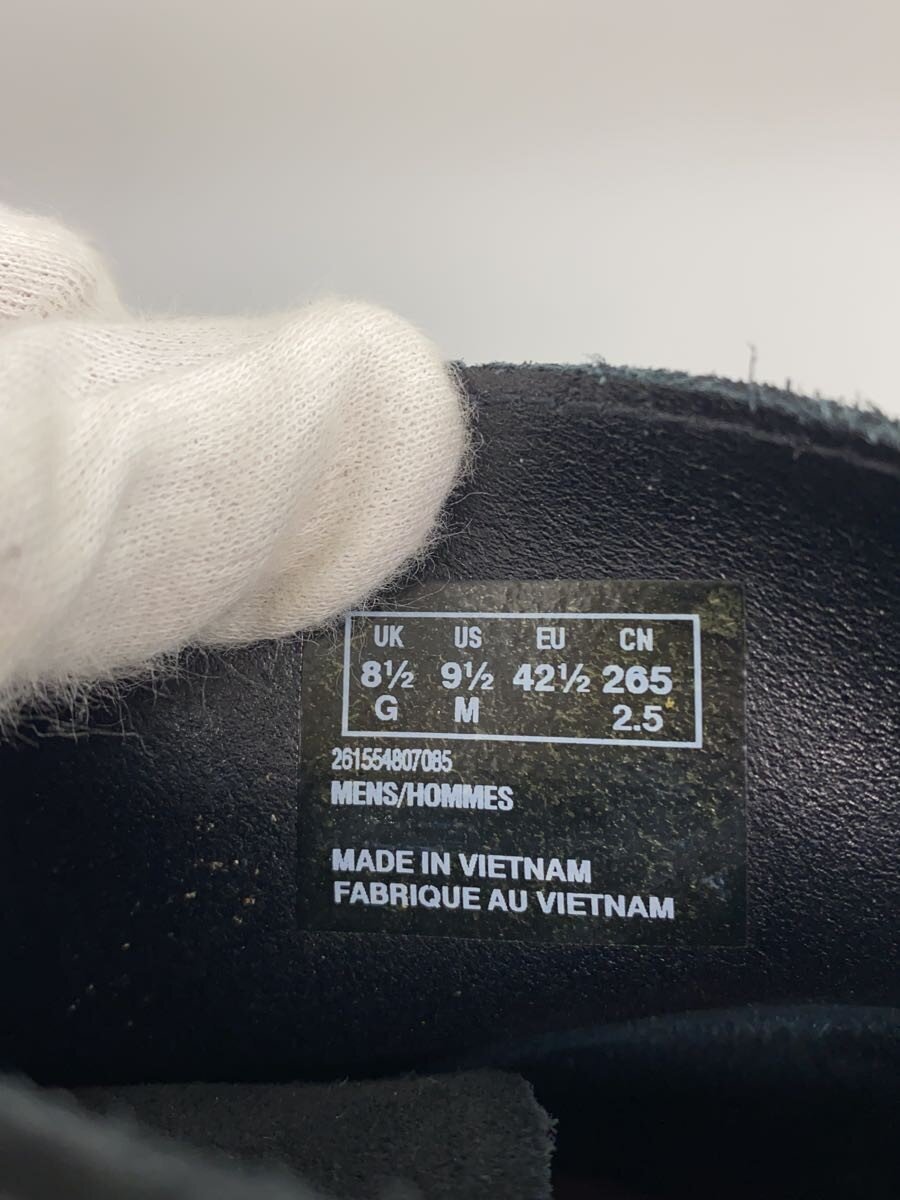 UK US EU CN
8½ 9½ 42½ 265
G M 2.5
261554807085
MENS/HOMMES
MADE IN VIETNAM
FABRIQUE AU VIETNAM